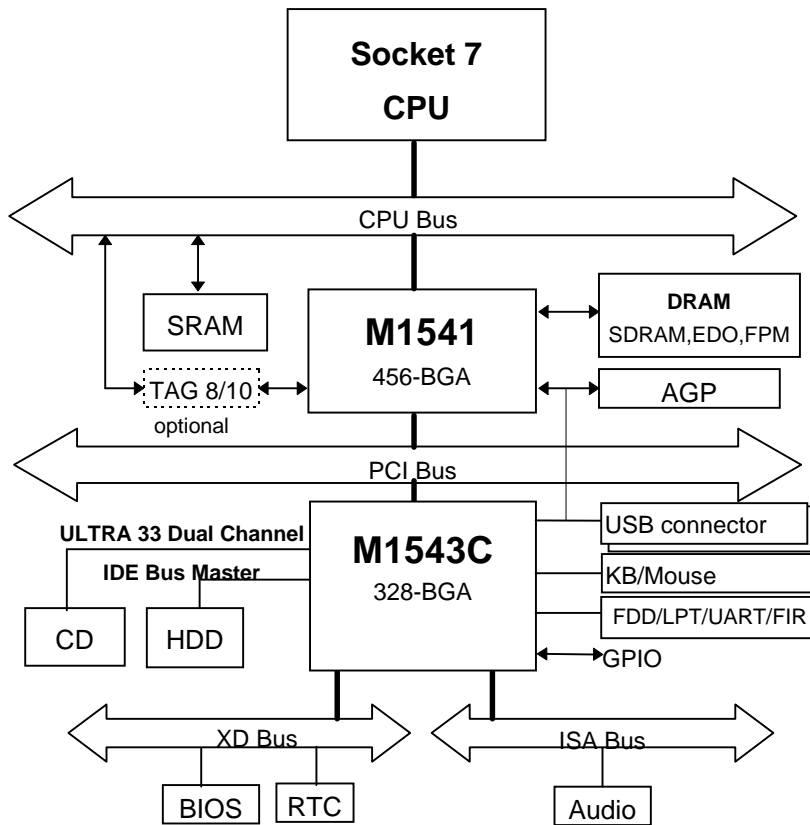 Socket 7
CPU
CPU Bus
SRAM
M1541
456-BGA
DRAM
SDRAM,EDO,FPM
TAG 8/10
optional
AGP
PCI Bus
ULTRA 33 Dual Channel
IDE Bus Master
M1543C
328-BGA
USB connector
KB/Mouse
FDD/LPT/UART/FIR
GPIO
CD
HDD
XD Bus
ISA Bus
BIOS
RTC
Audio